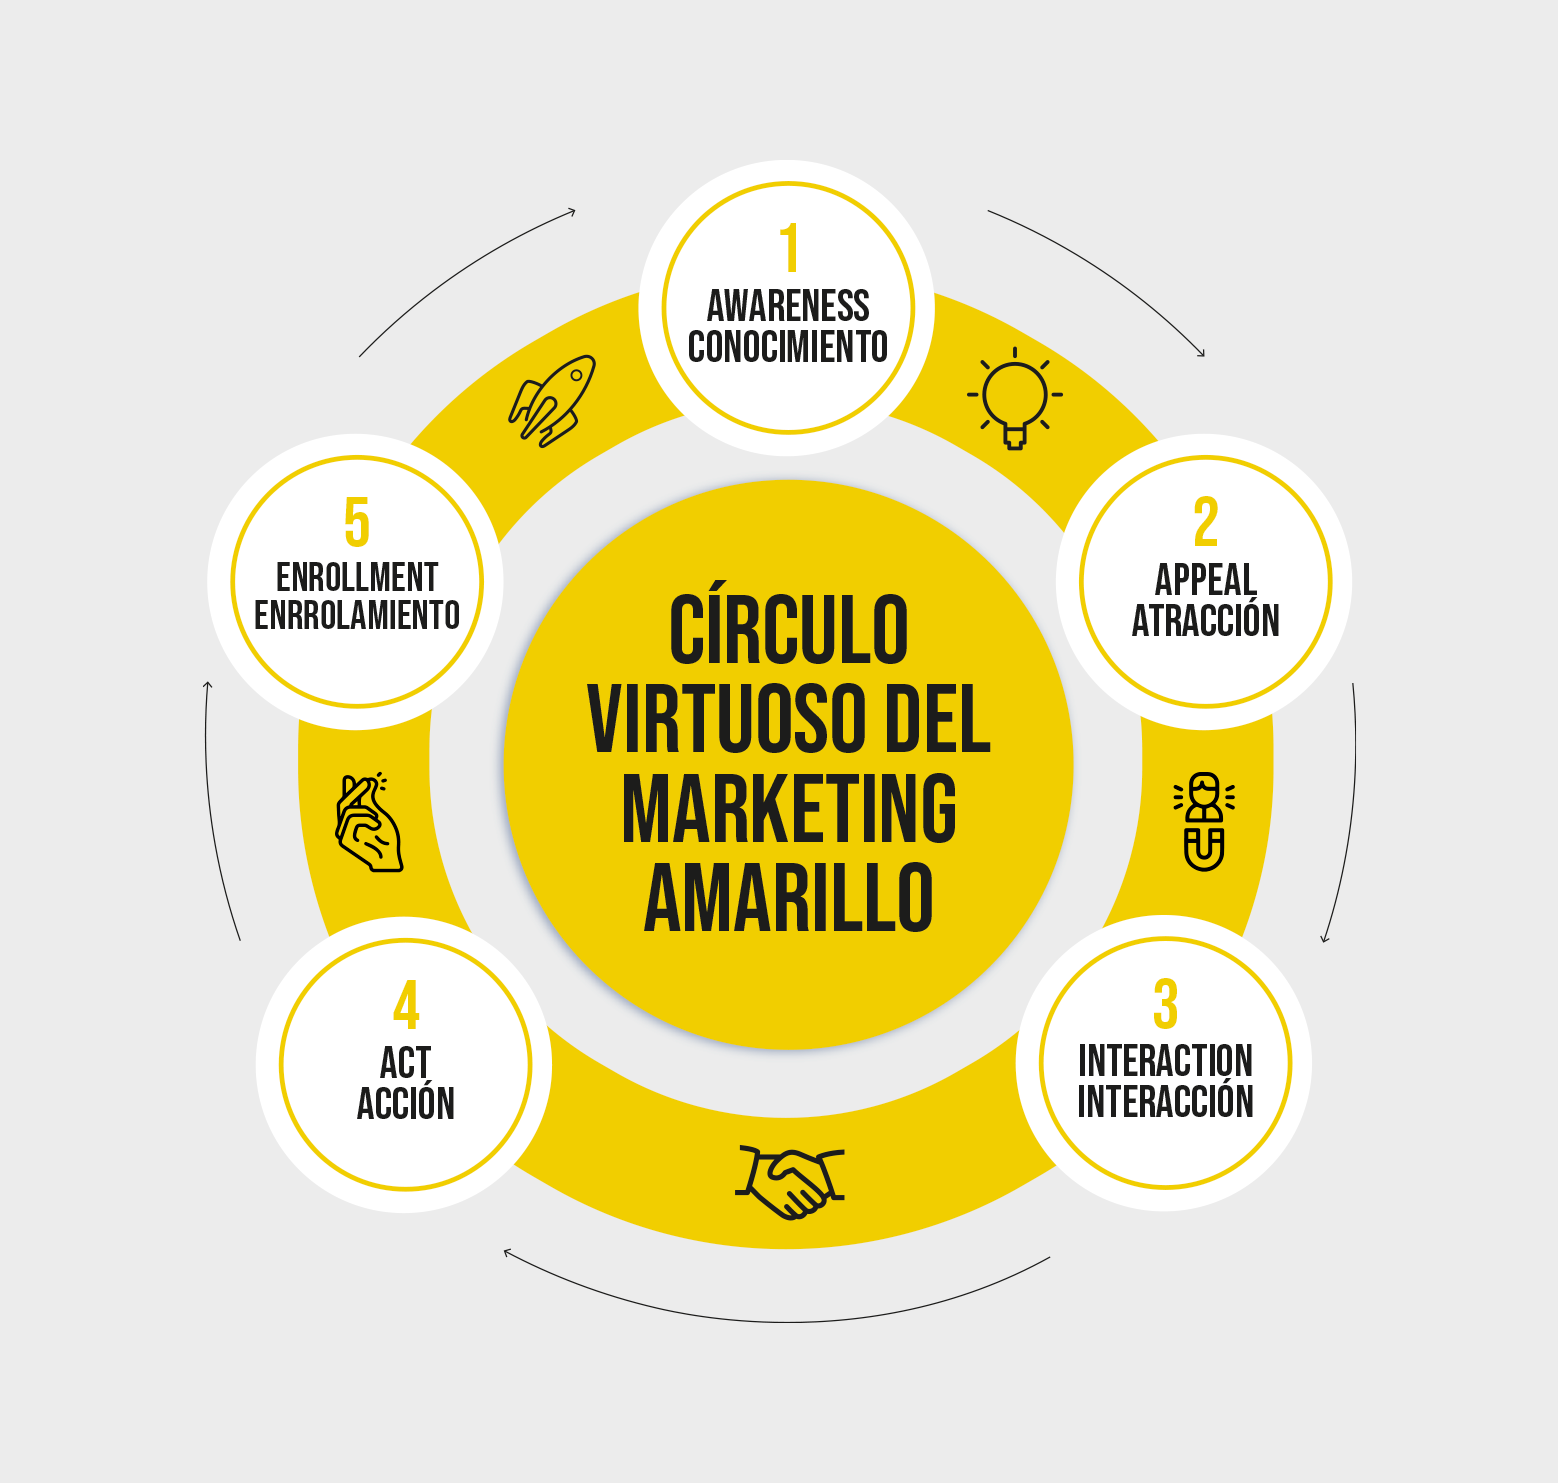 1
AWARENESS
CONOCIMIENTO
2
APPEAL
ATRACCIÓN
3
INTERACTION
INTERACCIÓN
4
ACT
ACCIÓN
5
ENROLLMENT
ENRROLAMIENTO
CÍRCULO
VIRTUOSO DEL
MARKETING
AMARILLO